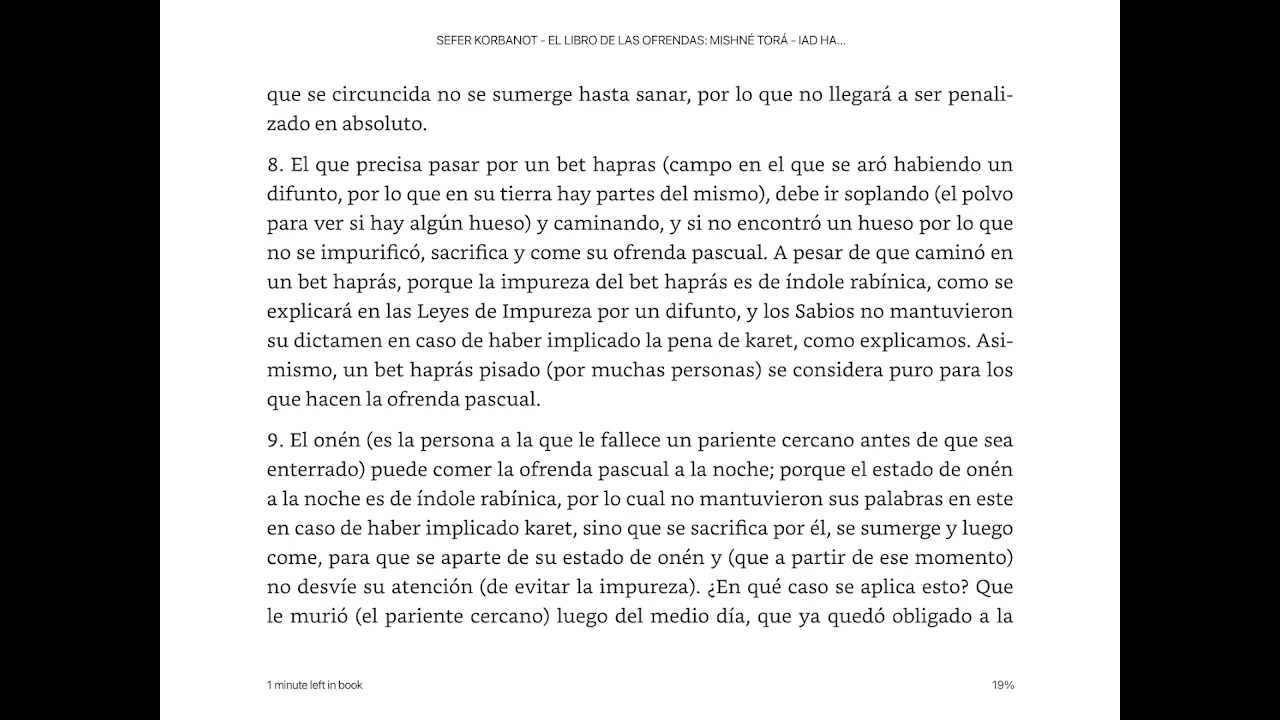 SEFER KORBANOT - EL LIBRO DE LAS OFRENDAS: MISHNÉ TORÁ - IAD HA...
que se circuncida no se sumerge hasta sanar, por lo que no llegará a ser penali-
zado en absoluto.
8. El que precisa pasar por un bet hapras (campo en el que se aró habiendo un
difunto, por lo que en su tierra hay partes del mismo), debe ir soplando (el polvo
para ver si hay algún hueso) y caminando, y si no encontró un hueso por lo que
no se impurificó, sacrifica y come su ofrenda pascual. A pesar de que caminó en
un bet haprás, porque la impureza del bet haprás es de índole rabínica, como se
explicará en las Leyes de Impureza por un difunto, y los Sabios no mantuvieron
su dictamen en caso de haber implicado la pena de karet, como explicamos. Asi-
mismo, un bet haprás pisado (por muchas personas) se considera puro para los
que hacen la ofrenda pascual.
9. El onén (es la persona a la que le fallece un pariente cercano antes de que sea
enterrado) puede comer la ofrenda pascual a la noche; porque el estado de onén
a la noche es de índole rabínica, por lo cual no mantuvieron sus palabras en este
en caso de haber implicado karet, sino que se sacrifica por él, se sumerge y luego
come, para que se aparte de su estado de onén y (que a partir de ese momento)
no desvíe su atención (de evitar la impureza). ¿En qué caso se aplica esto? Que
le murió (el pariente cercano) luego del medio día, que ya quedó obligado a la
1 minute left in book
19%